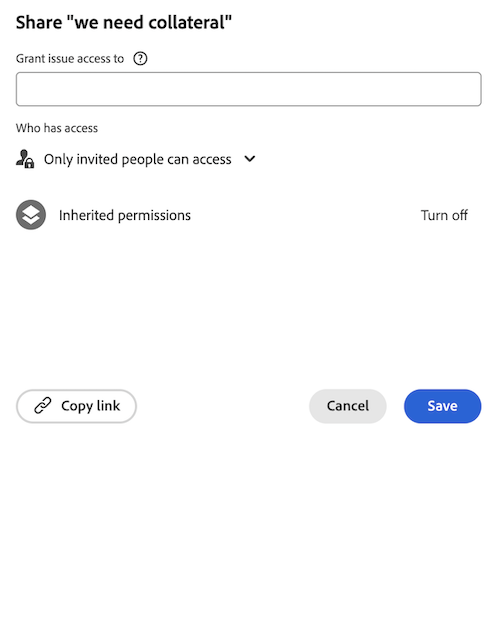 Share "we need collateral"
Grant issue access to
Who has access
Only invited people can access
Inherited permissions Turn off
Copy link Cancel Save